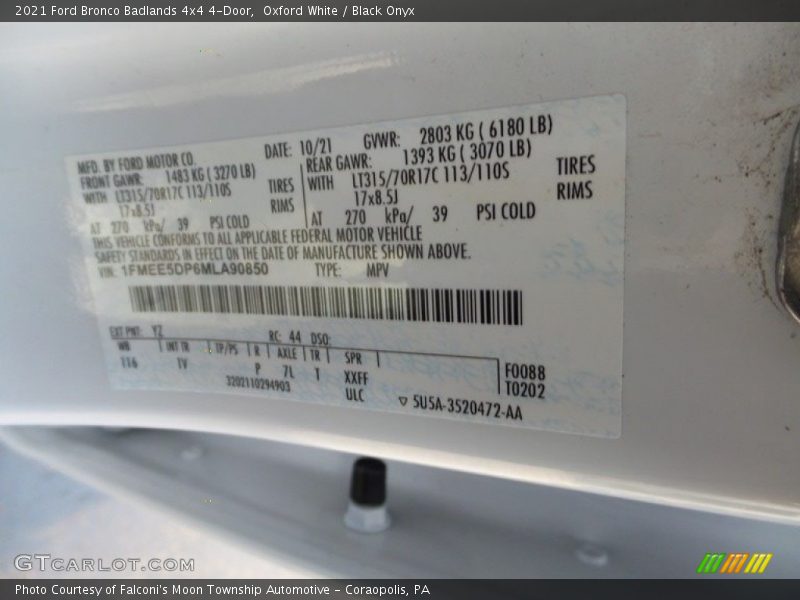 2021 Ford Bronco Badlands 4x4 4-Door, Oxford White / Black Onyx
MFD. BY FORD MOTOR CO. DATE: 10/21 GVWR: 2803 KG ( 6180 LB)
FRONT GAWR: 1483 KG ( 3270 LB) REAR GAWR: 1393 KG ( 3070 LB)
WITH LT315/70R17C 113/110S TIRES WITH LT315/70R17C 113/110S TIRES
17x8.5J RIMS 17x8.5J RIMS
AT 270 kPa/ 39 PSI COLD AT 270 kPa/ 39 PSI COLD
THIS VEHICLE CONFORMS TO ALL APPLICABLE FEDERAL MOTOR VEHICLE
SAFETY STANDARDS IN EFFECT ON THE DATE OF MANUFACTURE SHOWN ABOVE.
VIN: 1FMEE5DP6MLA90850 TYPE: MPV
EXT PNT: YZ RC: 44 DSO:
WB INT TR TP/PS R AXLE TR SPR F0088
116 TV P 7L T XXFF T0202
3202110294903 ULC ▽ 5U5A-3520472-AA
GTCARLOT.COM
Photo Courtesy of Falconi's Moon Township Automotive - Coraopolis, PA